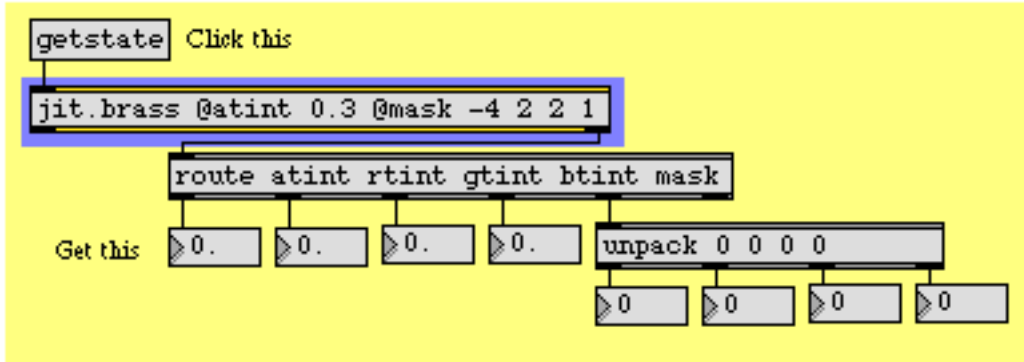 getstate Click this
jit.brass @atint 0.3 @mask -4 2 2 1
route atint rtint gtint btint mask
Get this 0. 0. 0. 0. unpack 0 0 0 0
0 0 0 0